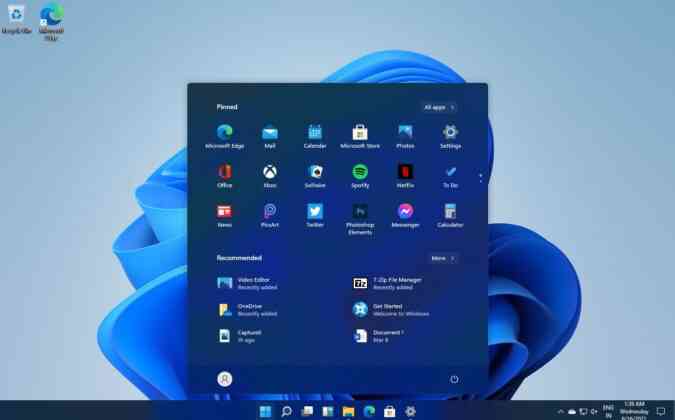 Recycle Bin
Microsoft
Edge
Pinned
All apps
Microsoft Edge
Mail
Calendar
Microsoft Store
Photos
Settings
Office
Xbox
Solitaire
Spotify
Netflix
To Do
News
PicsArt
Twitter
Photoshop
Elements
Messenger
Calculator
Recommended
More
Video Editor
Recently added
7-Zip File Manager
Recently added
OneDrive
Recently added
Get Started
Welcome to Windows
1h ago
Mar 8
ENG
IN
1:35 AM
Wednesday